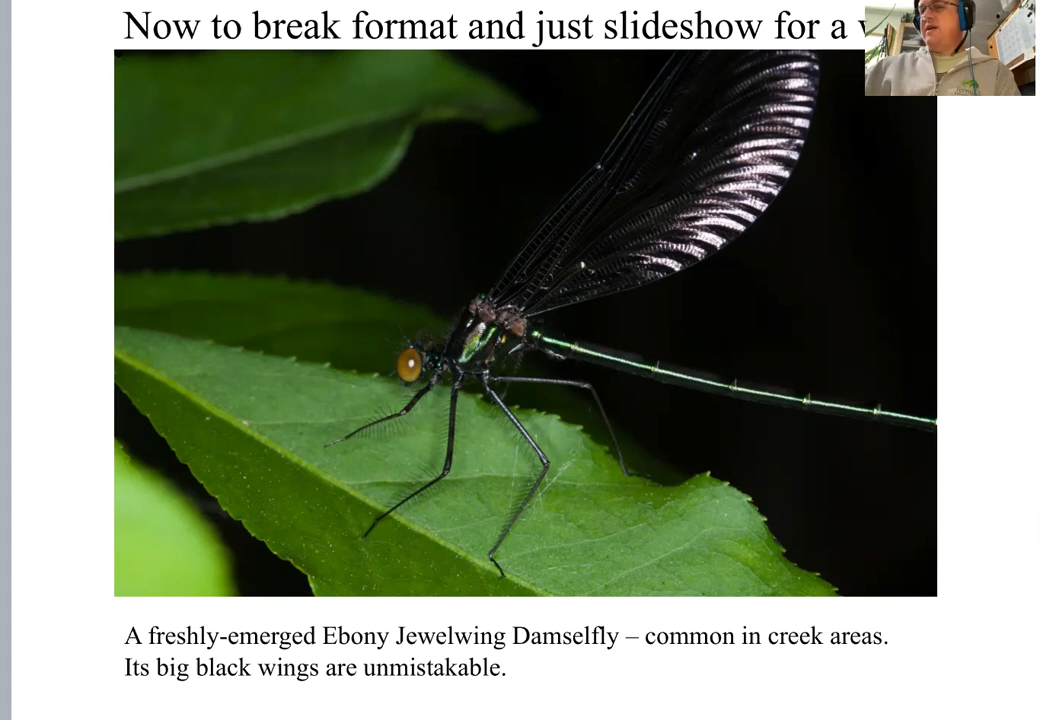 Now to break format and just slideshow for a
A freshly-emerged Ebony Jewelwing Damselfly – common in creek areas.
Its big black wings are unmistakable.